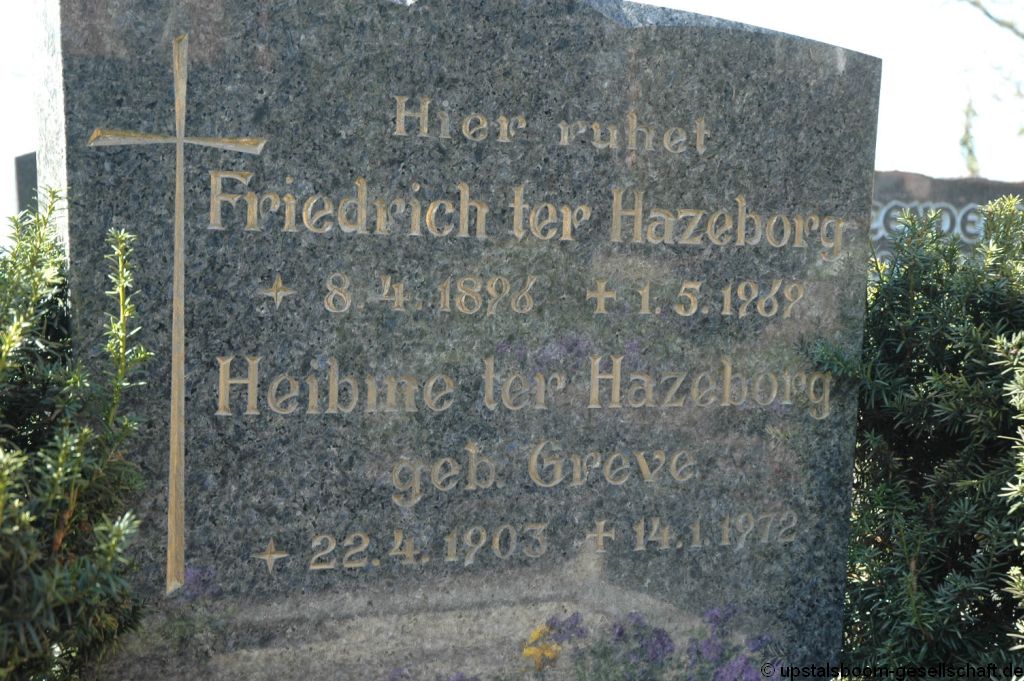 Hier ruhet
Friedrich ter Hazeborg
✦ 8. 4. 1896 ✝ 1. 5. 1969
Heibine ter Hazeborg
geb. Greve
✦ 22. 4. 1903 ✝ 14. 1. 1972
© upstalsboom-gesellschaft.de